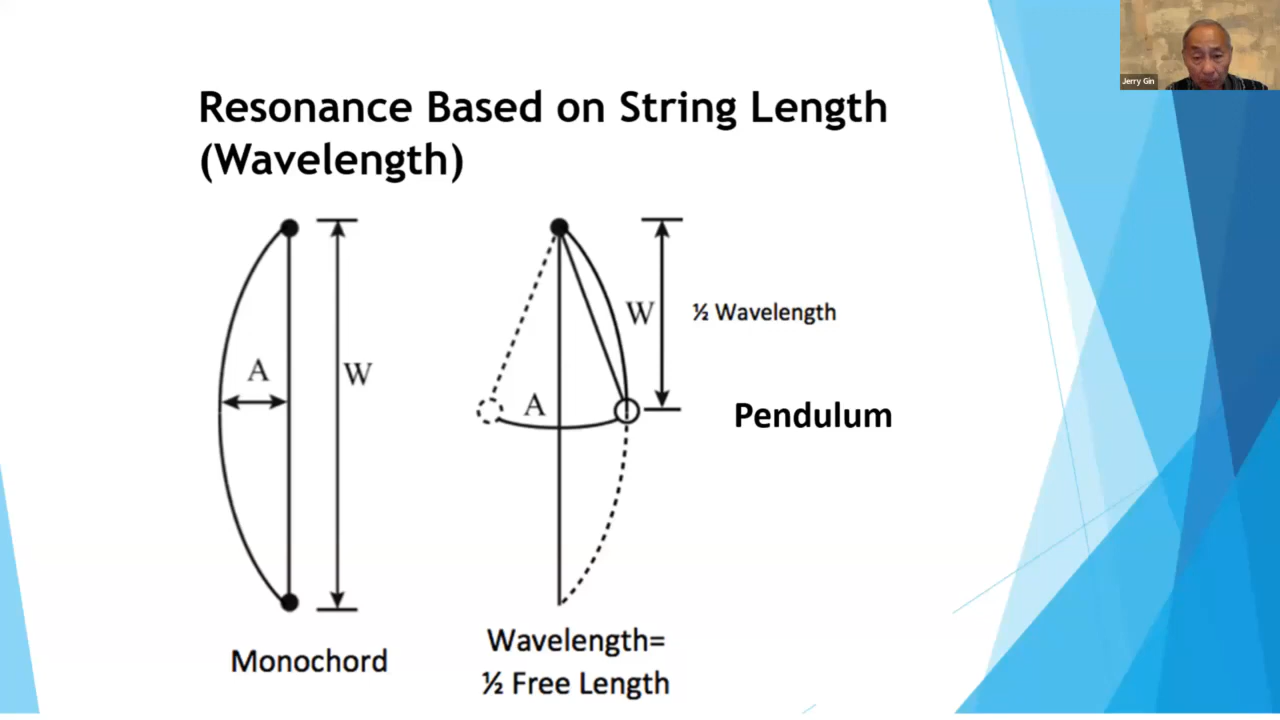 Jerry Gin
Resonance Based on String Length
(Wavelength)
A
W
A
W
½ Wavelength
Pendulum
Monochord
Wavelength=
½ Free Length